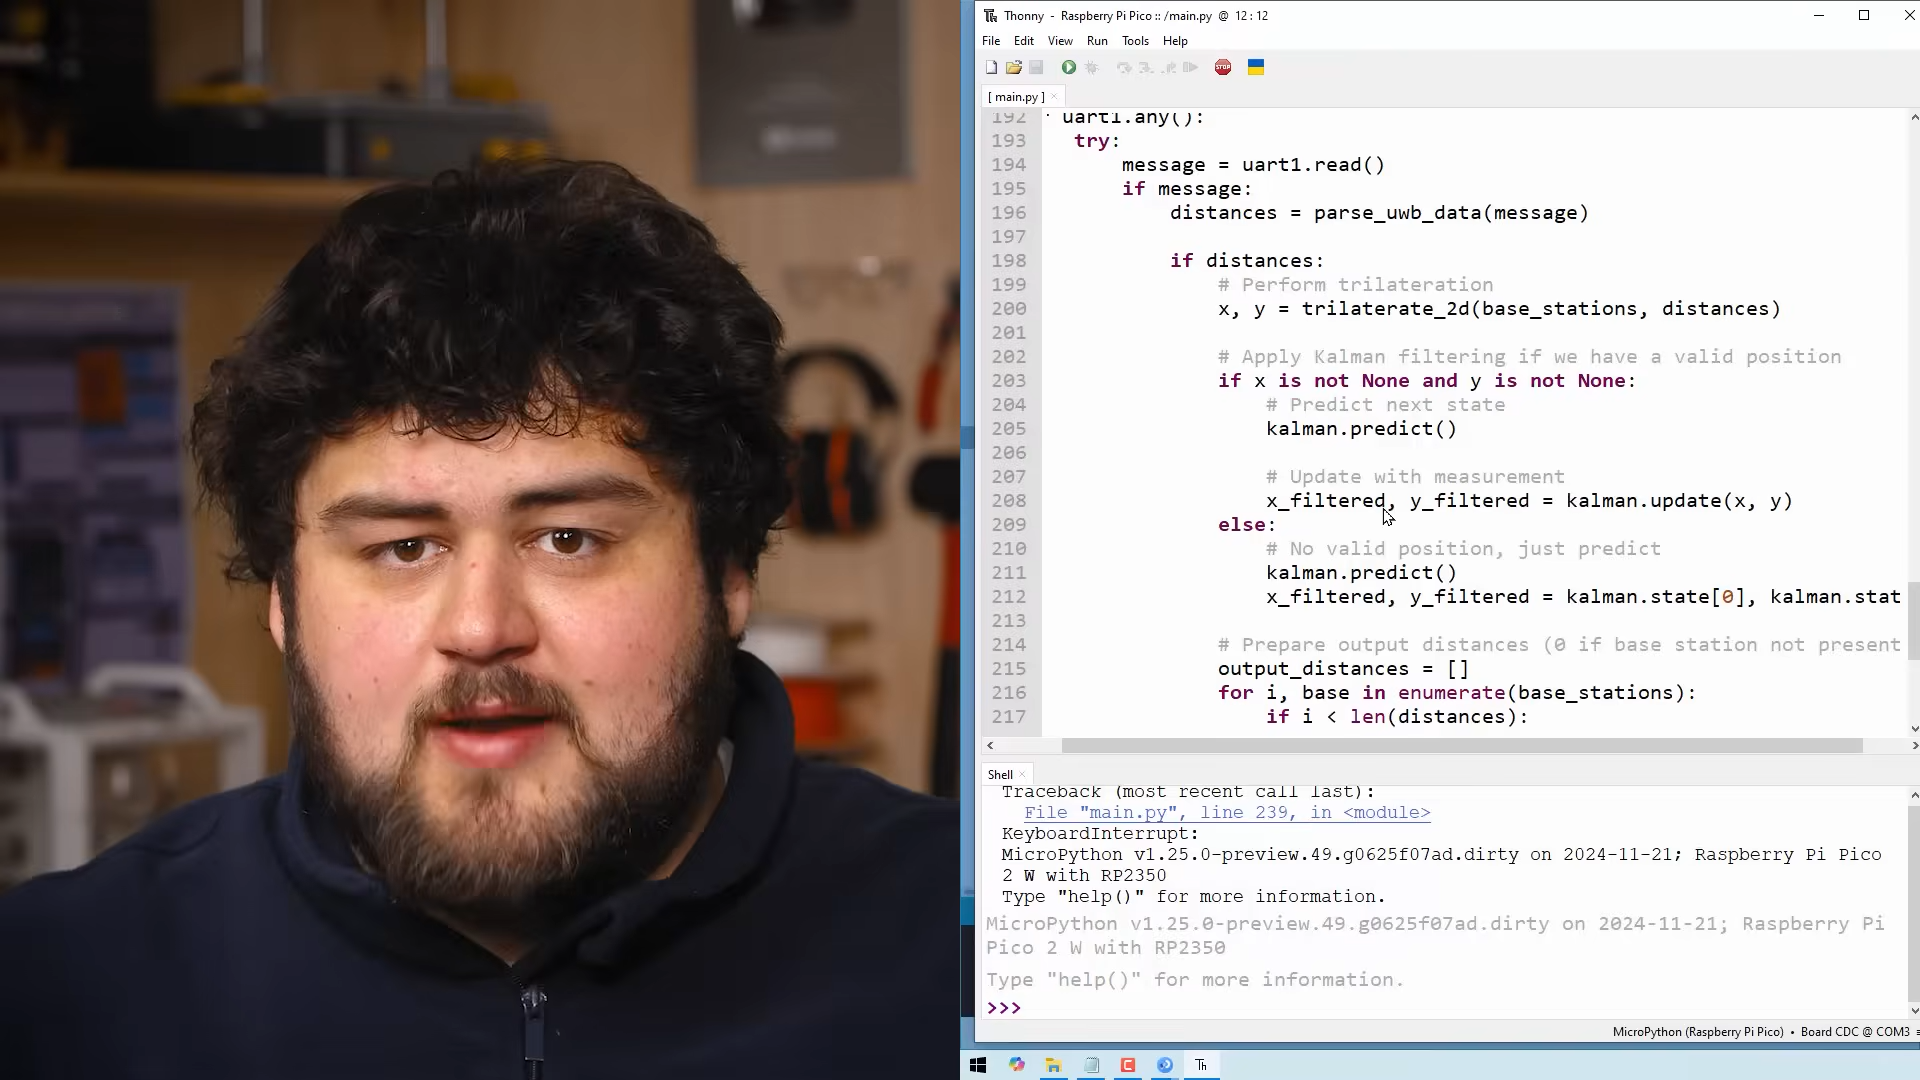 Thonny - Raspberry Pi Pico :: /main.py @ 12 : 12
File Edit View Run Tools Help
STOP
[ main.py ]
192 uart1.any():
193 try:
194 message = uart1.read()
195 if message:
196 distances = parse_uwb_data(message)
197
198 if distances:
199 # Perform trilateration
200 x, y = trilaterate_2d(base_stations, distances)
201
202 # Apply Kalman filtering if we have a valid position
203 if x is not None and y is not None:
204 # Predict next state
205 kalman.predict()
206
207 # Update with measurement
208 x_filtered, y_filtered = kalman.update(x, y)
209 else:
210 # No valid position, just predict
211 kalman.predict()
212 x_filtered, y_filtered = kalman.state[0], kalman.stat
213
214 # Prepare output distances (0 if base station not present
215 output_distances = []
216 for i, base in enumerate(base_stations):
217 if i < len(distances):
Shell
Traceback (most recent call last):
File "main.py", line 239, in <module>
KeyboardInterrupt:
MicroPython v1.25.0-preview.49.g0625f07ad.dirty on 2024-11-21; Raspberry Pi Pico
2 W with RP2350
Type "help()" for more information.
MicroPython v1.25.0-preview.49.g0625f07ad.dirty on 2024-11-21; Raspberry Pi
Pico 2 W with RP2350
Type "help()" for more information.
>>>
MicroPython (Raspberry Pi Pico) • Board CDC @ COM3
Th